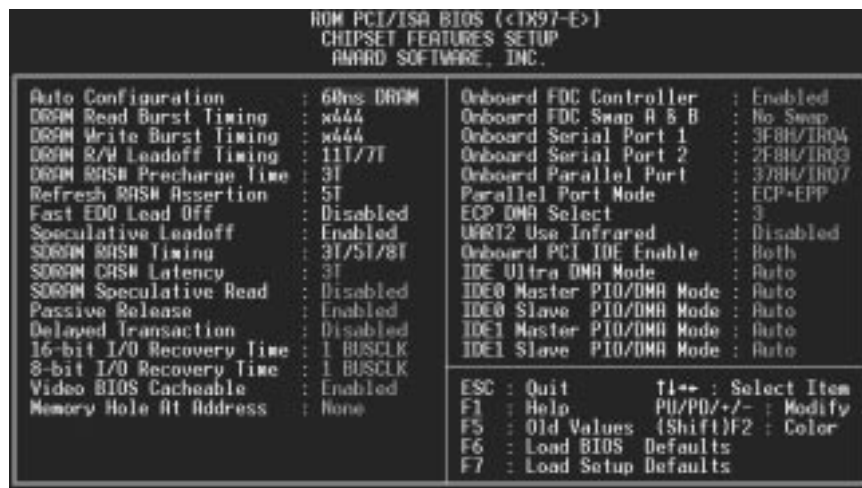 ROM PCI/ISA BIOS (<TX97-E>)
CHIPSET FEATURES SETUP
AWARD SOFTWARE, INC.
Auto Configuration : 60ns DRAM
DRAM Read Burst Timing : x444
DRAM Write Burst Timing : x444
DRAM R/W Leadoff Timing : 11T/7T
DRAM RAS# Precharge Time : 3T
Refresh RAS# Assertion : 5T
Fast EDO Lead Off : Disabled
Speculative Leadoff : Enabled
SDRAM RAS# Timing : 3T/5T/8T
SDRAM CAS# Latency : 3T
SDRAM Speculative Read : Disabled
Passive Release : Enabled
Delayed Transaction : Disabled
16-bit I/O Recovery Time : 1 BUSCLK
8-bit I/O Recovery Time : 1 BUSCLK
Video BIOS Cacheable : Enabled
Memory Hole At Address : None
Onboard FDC Controller : Enabled
Onboard FDC Swap A & B : No Swap
Onboard Serial Port 1 : 3F8H/IRQ4
Onboard Serial Port 2 : 2F8H/IRQ3
Onboard Parallel Port : 378H/IRQ7
Parallel Port Mode : ECP+EPP
ECP DMA Select : 3
UART2 Use Infrared : Disabled
Onboard PCI IDE Enable : Both
IDE Ultra DMA Mode : Auto
IDE0 Master PIO/DMA Mode : Auto
IDE0 Slave PIO/DMA Mode : Auto
IDE1 Master PIO/DMA Mode : Auto
IDE1 Slave PIO/DMA Mode : Auto
ESC : Quit ↑↓→← : Select Item
F1 : Help PU/PD/+/- : Modify
F5 : Old Values (Shift)F2 : Color
F6 : Load BIOS Defaults
F7 : Load Setup Defaults